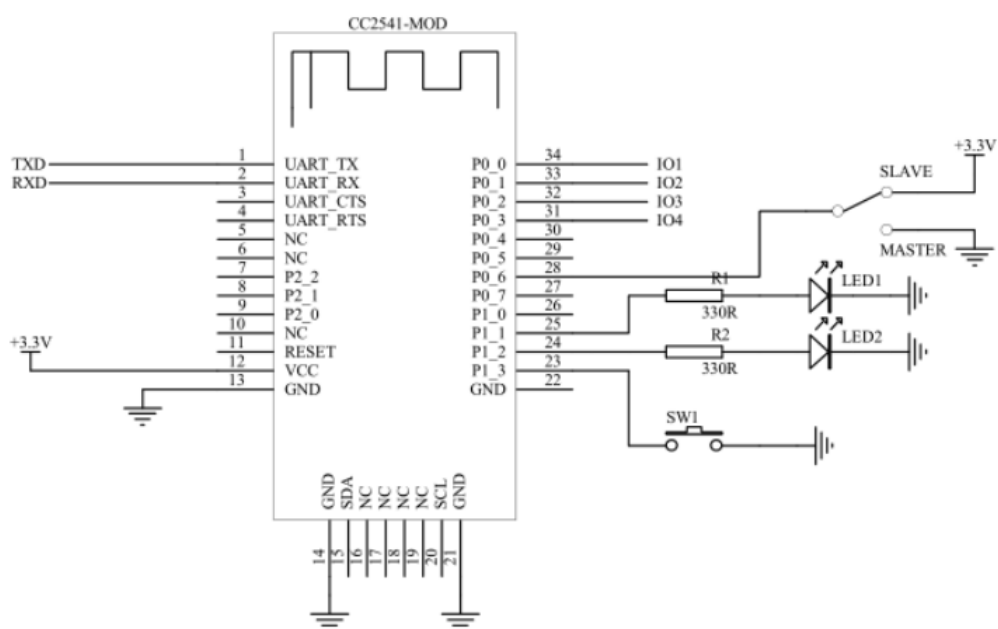 CC2541-MOD
TXD 1 UART_TX P0_0 34 IO1
RXD 2 UART_RX P0_1 33 IO2
3 UART_CTS P0_2 32 IO3
4 UART_RTS P0_3 31 IO4
5 NC P0_4 30
6 NC P0_5 29
7 P2_2 P0_6 28
8 P2_1 P0_7 27
9 P2_0 P1_0 26
10 NC P1_1 25
11 RESET P1_2 24
+3.3V 12 VCC P1_3 23
13 GND GND 22
+3.3V
SLAVE
MASTER
R1 LED1
330R
R2 LED2
330R
SW1
GND SDA NC NC NC NC SCL GND
14 15 16 17 18 19 20 21